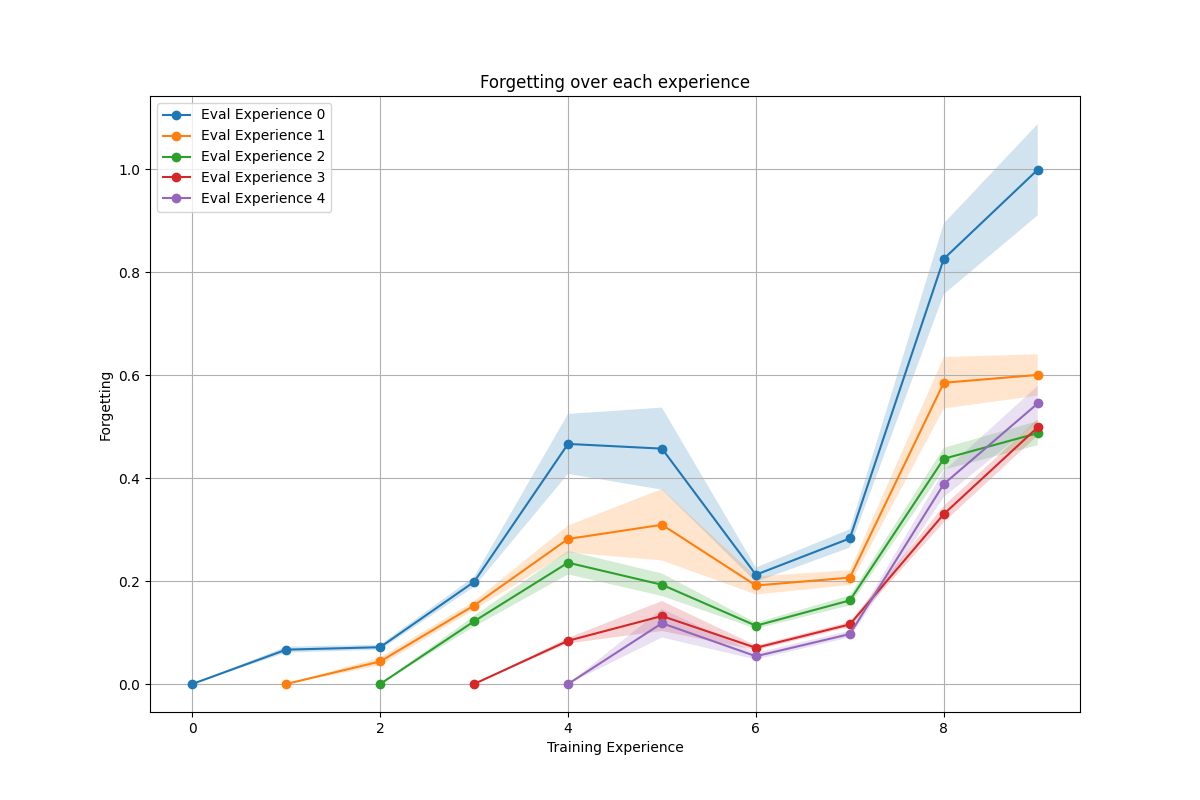 Forgetting over each experience
Eval Experience 0
Eval Experience 1
Eval Experience 2
Eval Experience 3
Eval Experience 4
1.0
0.8
0.6
0.4
0.2
0.0
Forgetting
0 2 4 6 8
Training Experience